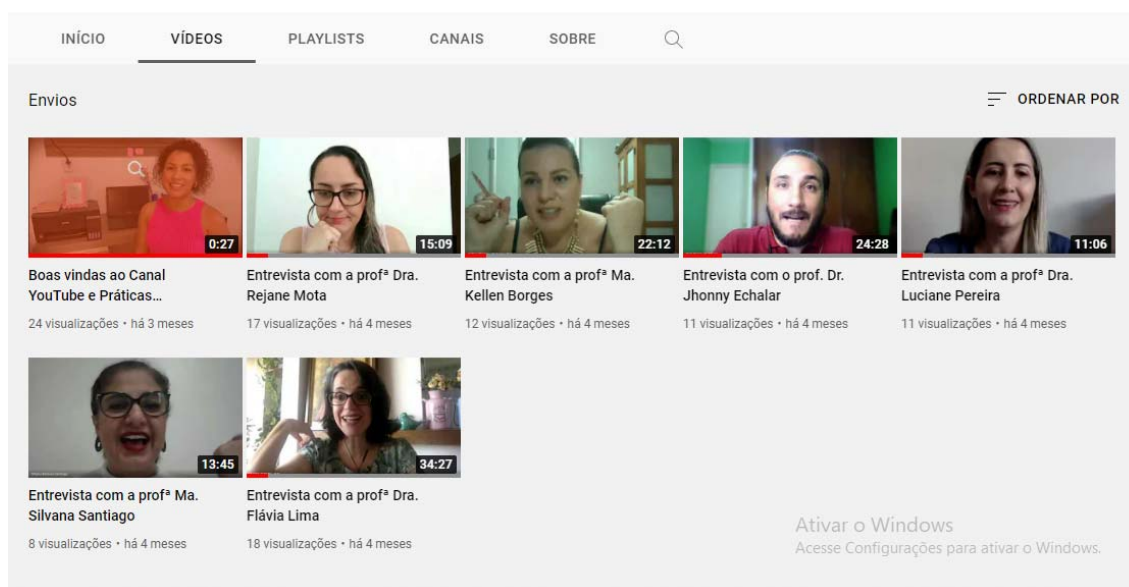 INÍCIO VÍDEOS PLAYLISTS CANAIS SOBRE
Envios ORDENAR POR
0:27 15:09 22:12 24:28 11:06
Boas vindas ao Canal Entrevista com a profª Dra. Entrevista com a profª Ma. Entrevista com o prof. Dr. Entrevista com a profª Dra.
YouTube e Práticas... Rejane Mota Kellen Borges Jhonny Echalar Luciane Pereira
24 visualizações • há 3 meses 17 visualizações • há 4 meses 12 visualizações • há 4 meses 11 visualizações • há 4 meses 11 visualizações • há 4 meses
13:45 34:27
Entrevista com a profª Ma. Entrevista com a profª Dra.
Silvana Santiago Flávia Lima
8 visualizações • há 4 meses 18 visualizações • há 4 meses
Ativar o Windows
Acesse Configurações para ativar o Windows.